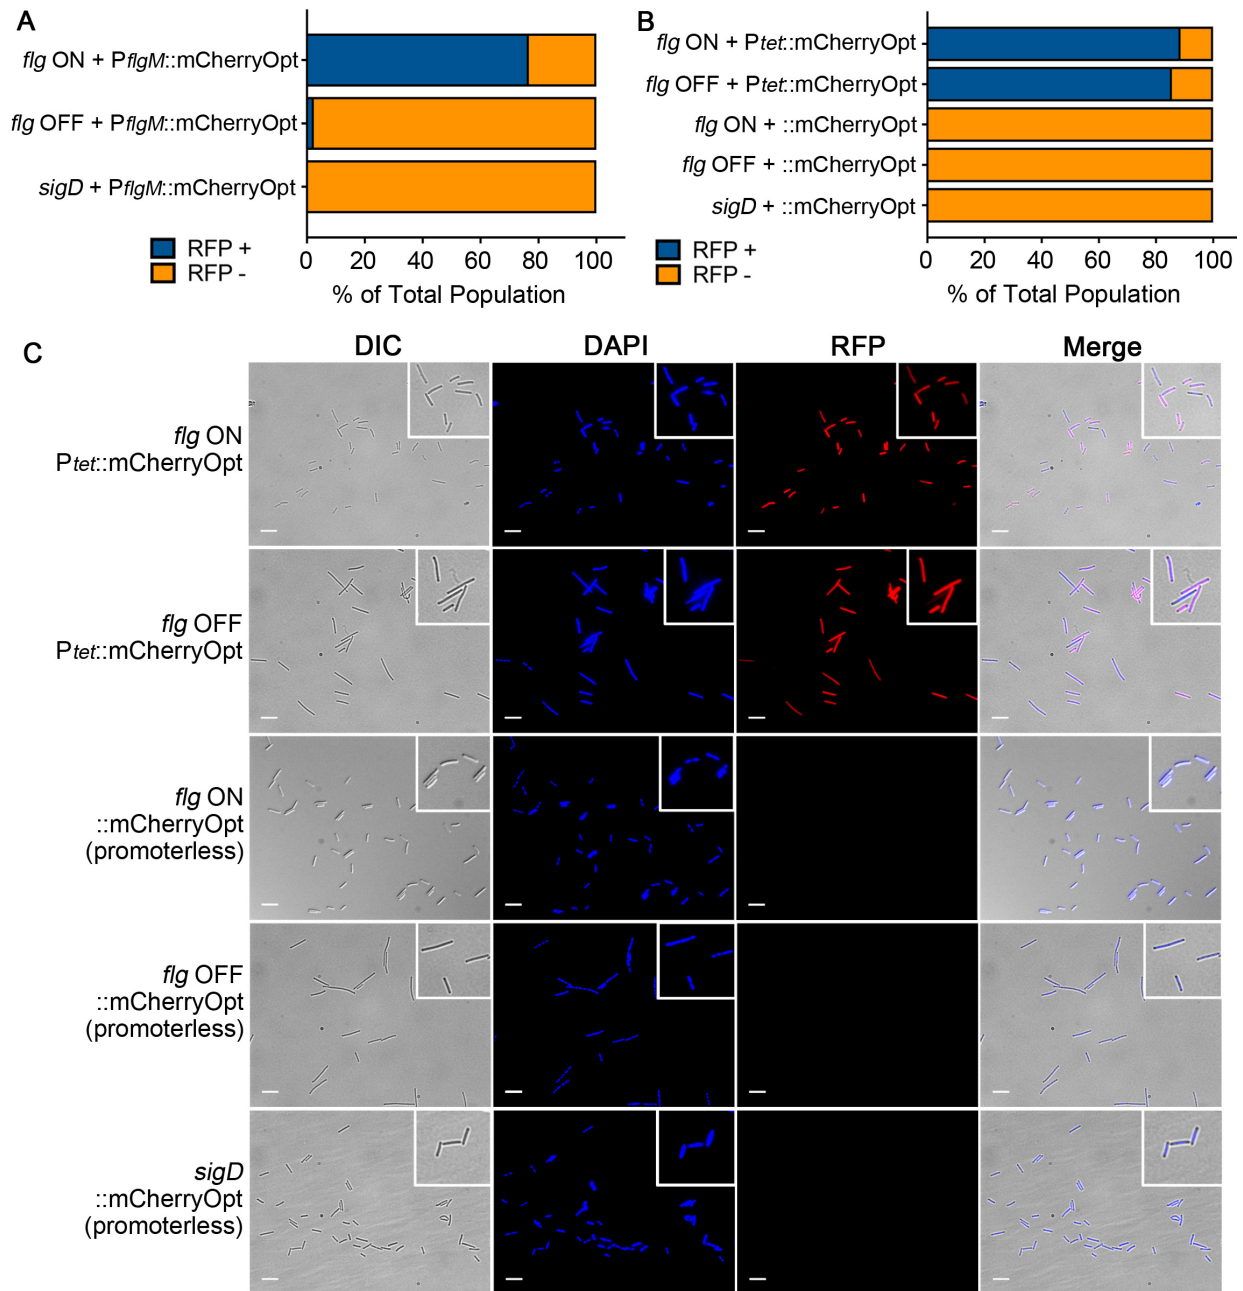 A
flg ON + PflgM::mCherryOpt
flg OFF + PflgM::mCherryOpt
sigD + PflgM::mCherryOpt
RFP +
RFP -
0 20 40 60 80 100
% of Total Population
B
flg ON + Ptet::mCherryOpt
flg OFF + Ptet::mCherryOpt
flg ON + ::mCherryOpt
flg OFF + ::mCherryOpt
sigD + ::mCherryOpt
RFP +
RFP -
0 20 40 60 80 100
% of Total Population
C
DIC DAPI RFP Merge
flg ON
Ptet::mCherryOpt
flg OFF
Ptet::mCherryOpt
flg ON
::mCherryOpt
(promoterless)
flg OFF
::mCherryOpt
(promoterless)
sigD
::mCherryOpt
(promoterless)